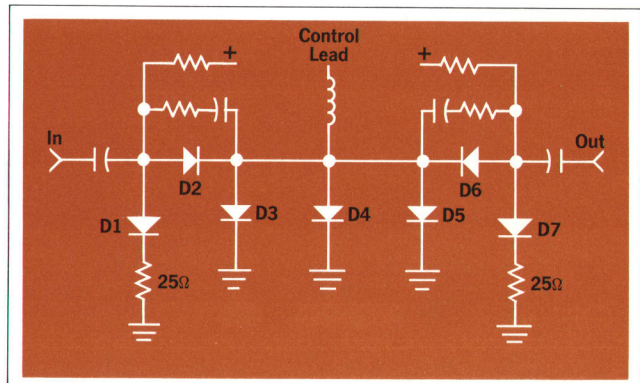 Control
Lead
+
+
In
Out
D2
D6
D1
D3
D4
D5
D7
25Ω
25Ω